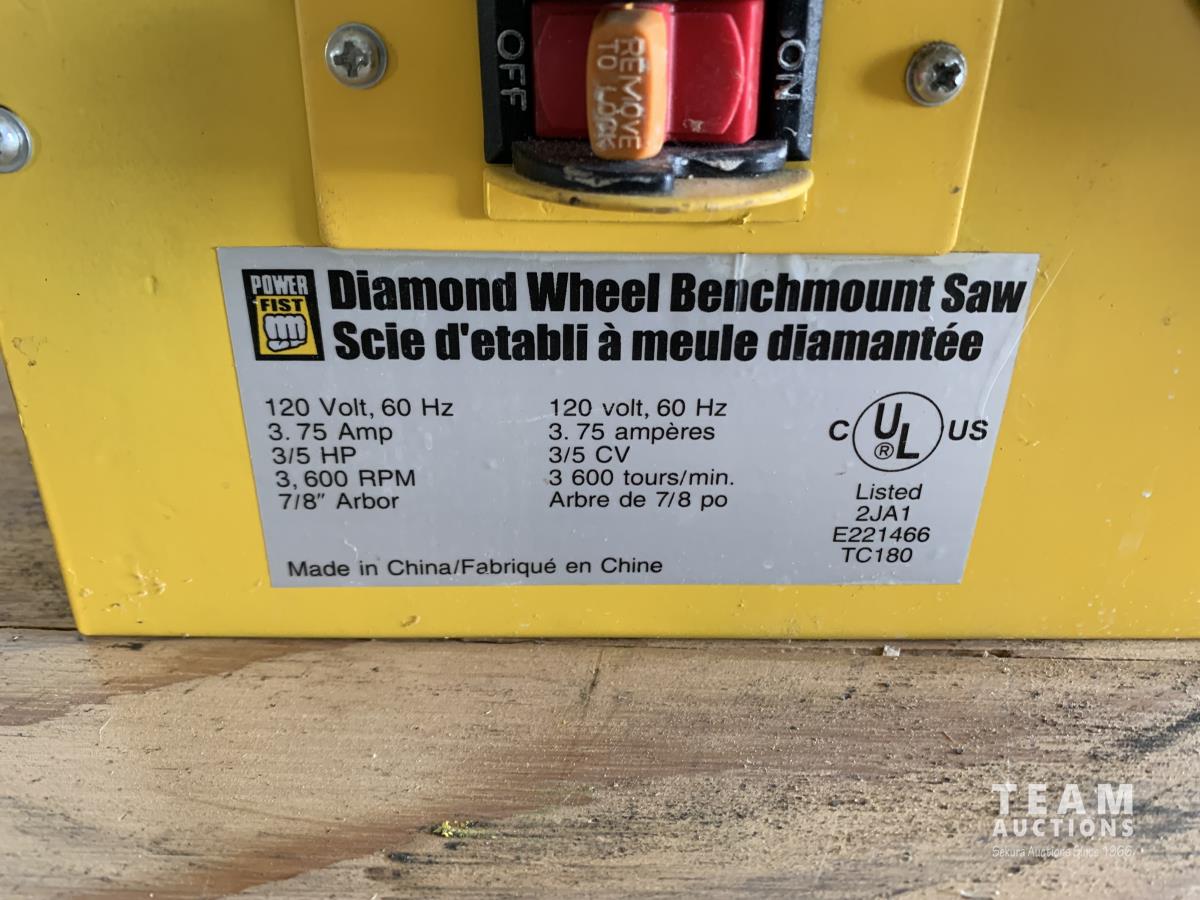 OFF
REMOVE
TO LOCK
ON
POWER
FIST
Diamond Wheel Benchmount Saw
Scie d'etabli à meule diamantée
120 Volt, 60 Hz
3.75 Amp
3/5 HP
3,600 RPM
7/8" Arbor
120 volt, 60 Hz
3.75 ampères
3/5 CV
3 600 tours/min.
Arbre de 7/8 po
C UL ® US
Listed
2JA1
E221466
TC180
Made in China/Fabriqué en Chine
TEAM
AUCTIONS
Sekura Auctions Since 1966